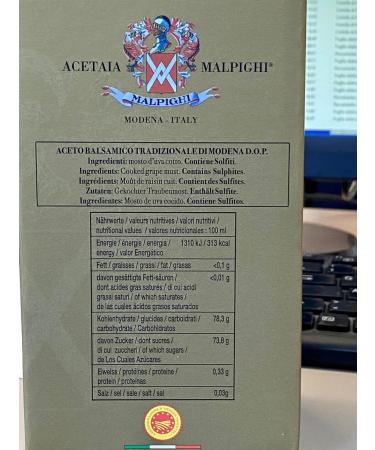 ACETAIA MALPIGHI®
MALPIGHI
MODENA - ITALY
ACETO BALSAMICO TRADIZIONALE DI MODENA D.O.P.
Ingredienti: mosto d'uva cotto. Contiene Solfiti.
Ingredients: Cooked grape must. Contains Sulphites.
Ingrédients: Moût de raisin cuit. Contient des Sulfites.
Zutaten: Gekochter Traubenmost. Enthält Sulfite.
Ingredientes: Mosto de uva cocido. Contiene Sulfitos.
Nährwerte / valeurs nutritives / valori nutritivi /
nutritional values / valores nutricionales : 100 ml
Energie / énergie / energia / 1310 kJ / 313 kcal
energy / valor Energético
Fett / graisses / grassi / fat / grasas <0,1 g
davon gesättigte Fett-säuren / <0,01 g
dont acides gras saturés / di cui acidi
grassi saturi / of which saturates /
de las cuales ácidos grasos saturados
Kohlenhydrate / glucides / carboidrati / 78,3 g
carbohydrate / Carbohidratos
davon Zucker / dont sucres / 73,8 g
di cui zuccheri / of which sugars /
de Los Cuales Azúcares
Eiweiss / protéines / proteine / 0,33 g
protein / proteínas
Salz / sel / sale / salt / sal 0,03g